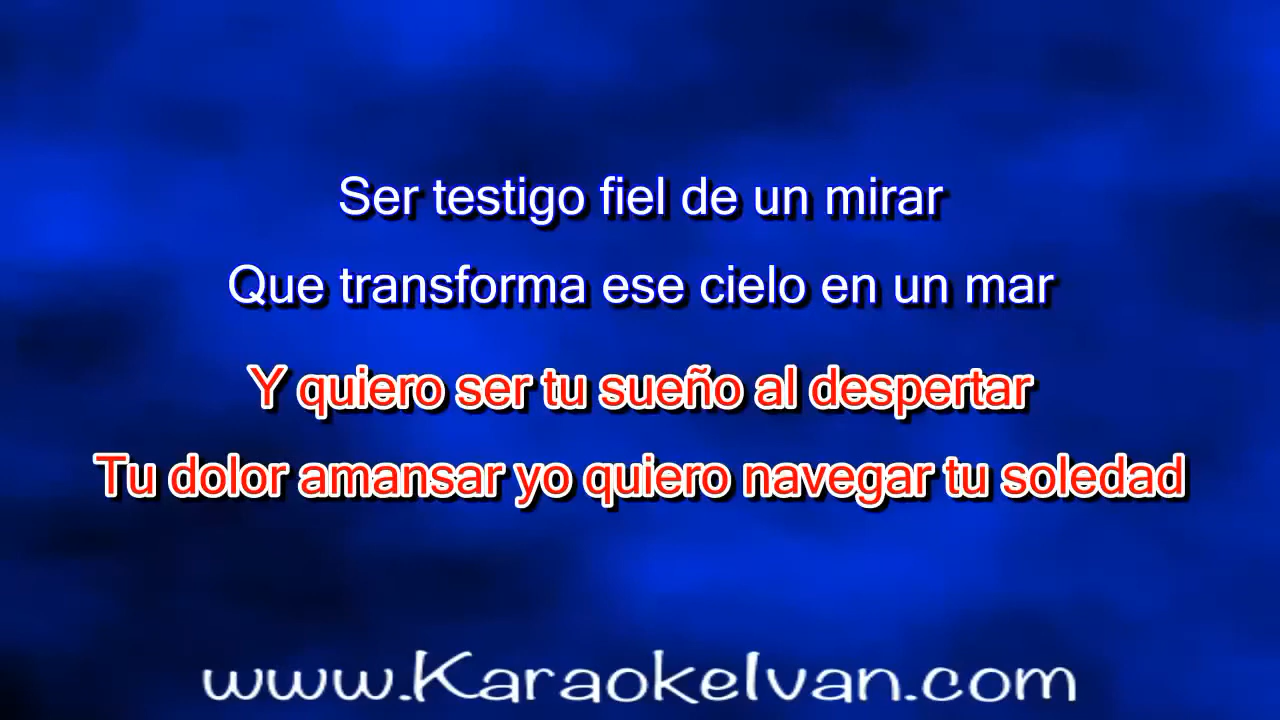 Ser testigo fiel de un mirar
Que transforma ese cielo en un mar
Y quiero ser tu sueño al despertar
Tu dolor amansar yo quiero navegar tu soledad
www.KaraokeIvan.com